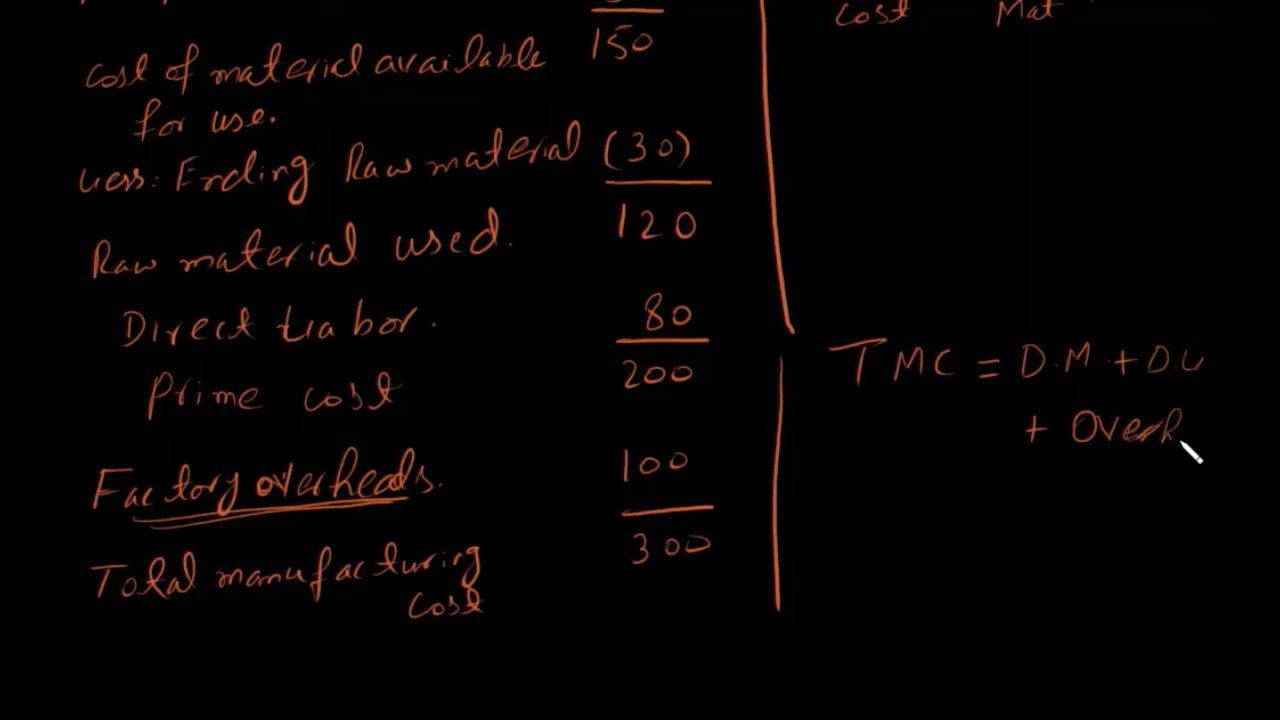 Cost Mat
150
Cost of material available
for use.
Less: Ending Raw material (30)
Raw material used. 120
Direct Labor. 80
Prime cost 200
Factory overheads. 100
Total manufacturing 300
Cost
TMC = D.M + D.L
+ Overh